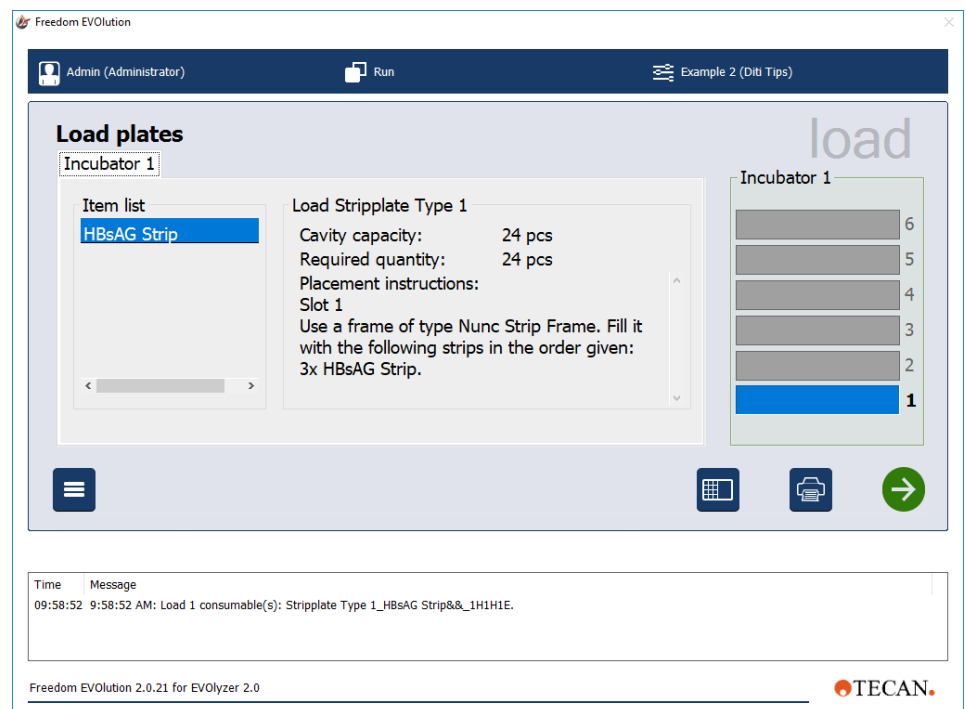 Freedom EVOlution
Admin (Administrator)
Run
Example 2 (Diti Tips)
Load plates
load
Incubator 1
Item list
HBsAG Strip
Load Stripplate Type 1
Cavity capacity: 24 pcs
Required quantity: 24 pcs
Placement instructions:
Slot 1
Use a frame of type Nunc Strip Frame. Fill it
with the following strips in the order given:
3x HBsAG Strip.
Incubator 1
6
5
4
3
2
1
Time Message
09:58:52 9:58:52 AM: Load 1 consumable(s): Stripplate Type 1_HBsAG Strip&&_1H1H1E.
Freedom EVOlution 2.0.21 for EVOlyzer 2.0
TECAN.